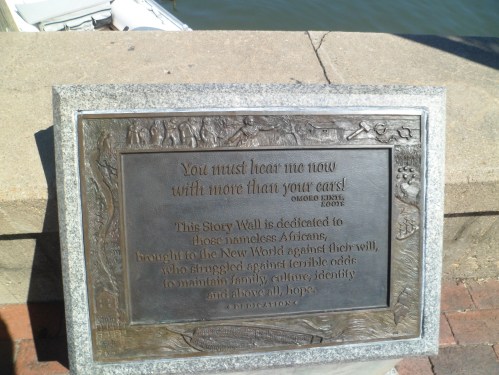 You must hear me now
with more than your ears!
OMORO KINTE,
ROOTS
This Story Wall is dedicated to
those nameless Africans,
brought to the New World against their will,
who struggled against terrible odds
to maintain family, culture, identity
and above all, hope.
DEDICATION